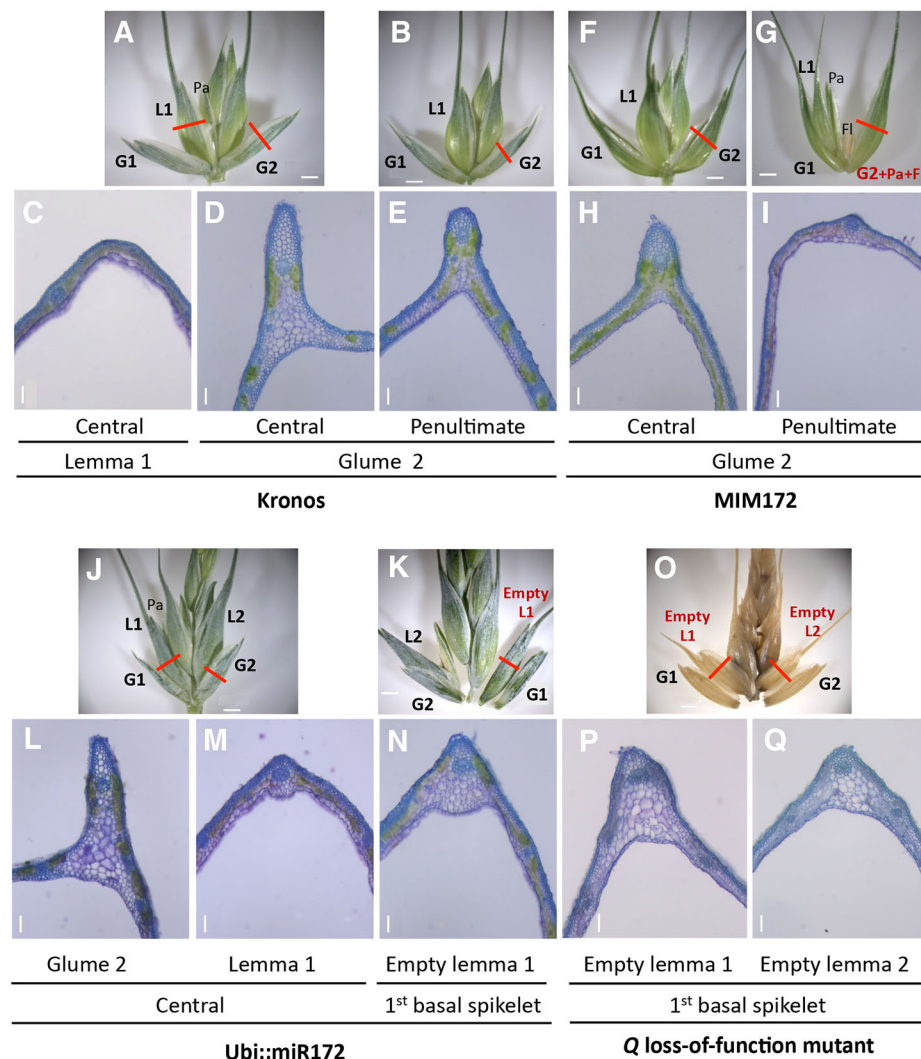 A
B
F
G
Pa
L1
G1
G2
G1
G2
L1
G1
G2
L1
Pa
Fl
G1
G2+Pa+F
C
D
E
H
I
Central
Central
Penultimate
Central
Penultimate
Lemma 1
Glume 2
Glume 2
Kronos
MIM172
J
K
O
L1
Pa
L2
G1
G2
Empty
L1
L2
G2
G1
Empty
L1
Empty
L2
G1
G2
L
M
N
P
Q
Glume 2
Lemma 1
Empty lemma 1
Empty lemma 1
Empty lemma 2
Central
1st basal spikelet
1st basal spikelet
Ubi::miR172
Q loss-of-function mutant